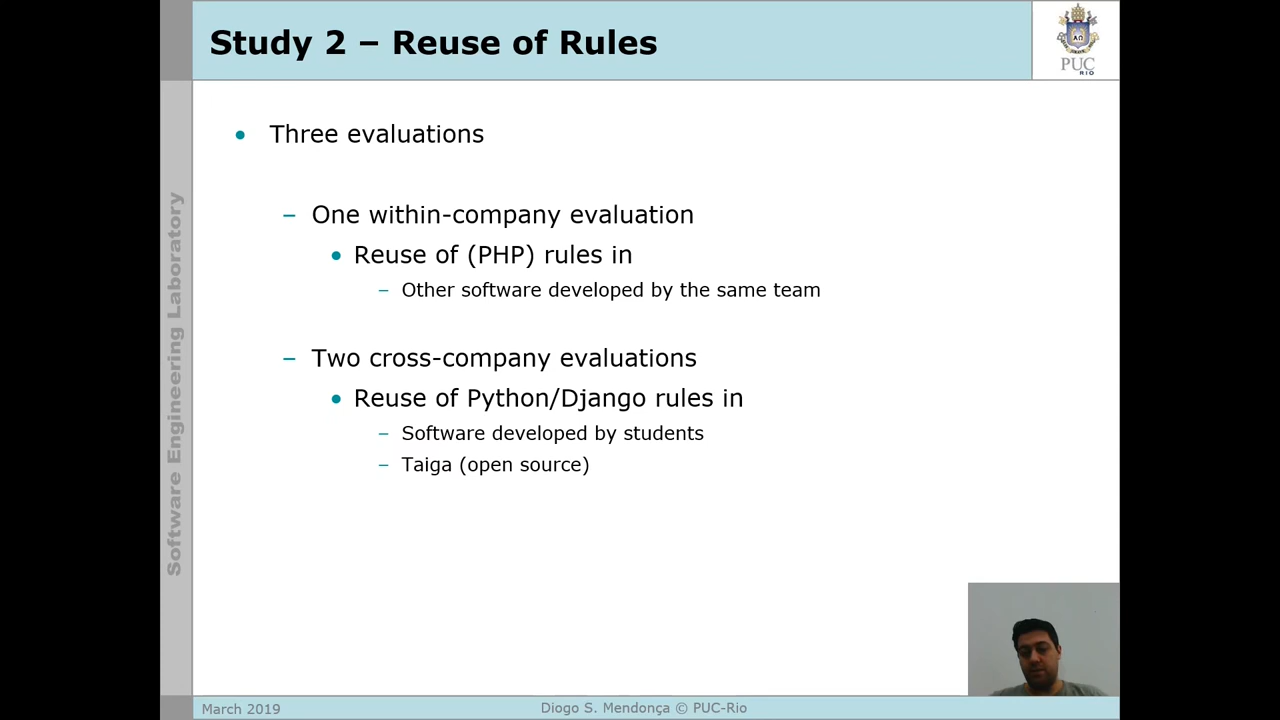 Study 2 – Reuse of Rules
PUC
RIO
• Three evaluations
– One within-company evaluation
• Reuse of (PHP) rules in
– Other software developed by the same team
– Two cross-company evaluations
• Reuse of Python/Django rules in
– Software developed by students
– Taiga (open source)
Software Engineering Laboratory
March 2019
Diogo S. Mendonça © PUC-Rio